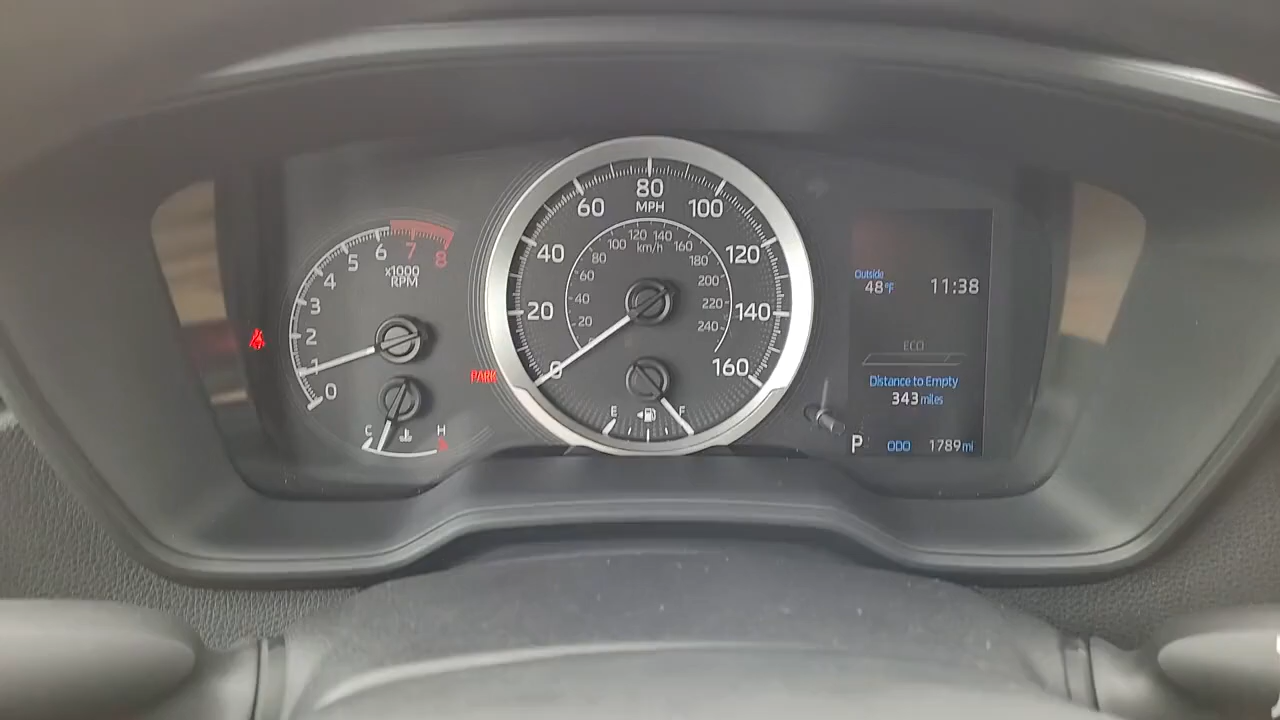 0
1
2
3
4
5
6
7
8
x1000
RPM
C
H
PARK
0
20
40
60
80
100
120
140
160
MPH
20
40
60
80
100
120
140
160
180
200
220
240
km/h
E
F
Outside
48°F
11:38
ECO
Distance to Empty
343 miles
P
ODO 1789 mi